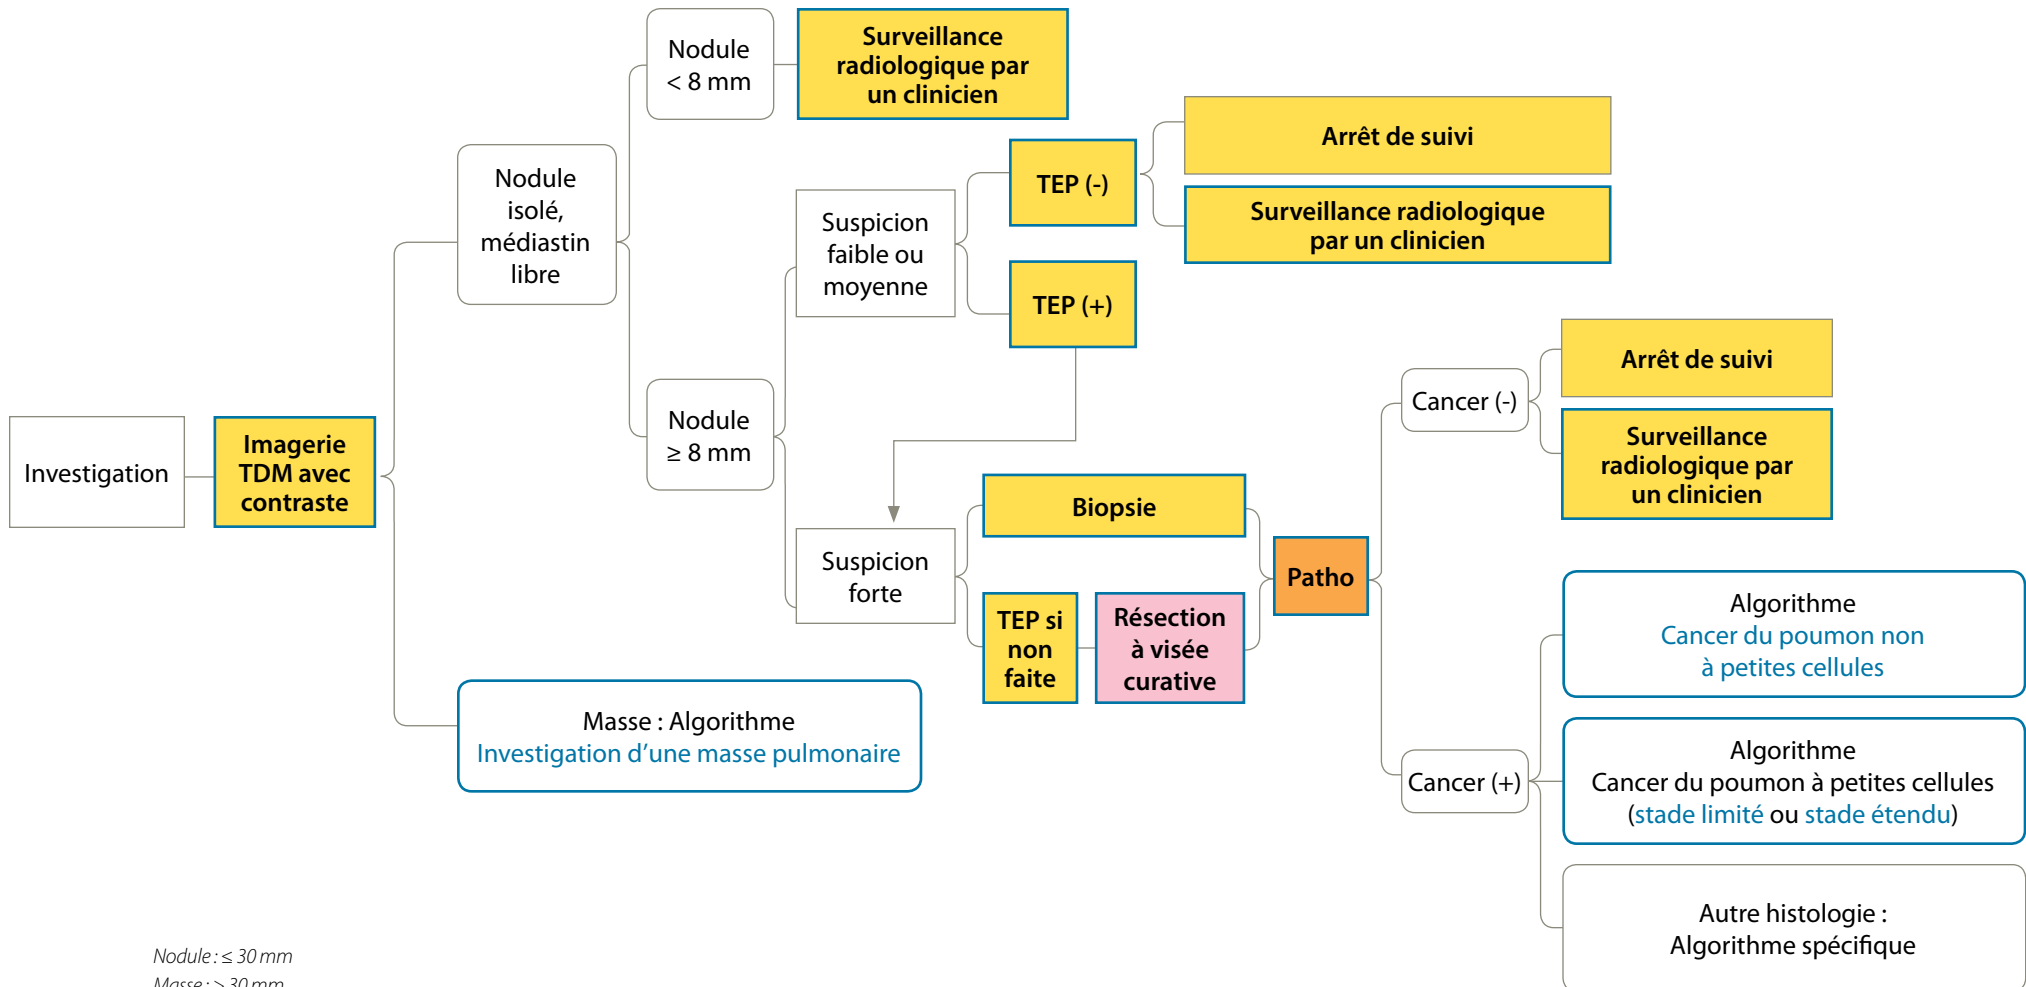 Investigation
Imagerie
TDM avec
contraste
Nodule
isolé,
médiastin
libre
Nodule
< 8 mm
Surveillance
radiologique par
un clinicien
Nodule
≥ 8 mm
Suspicion
faible ou
moyenne
TEP (-)
Arrêt de suivi
Surveillance radiologique
par un clinicien
TEP (+)
Suspicion
forte
Biopsie
TEP si
non
faite
Résection
à visée
curative
Patho
Cancer (-)
Arrêt de suivi
Surveillance
radiologique par
un clinicien
Cancer (+)
Algorithme
Cancer du poumon non
à petites cellules
Algorithme
Cancer du poumon à petites cellules
(stade limité ou stade étendu)
Autre histologie :
Algorithme spécifique
Masse : Algorithme
Investigation d’une masse pulmonaire
Nodule : ≤ 30 mm
Masse : > 30 mm